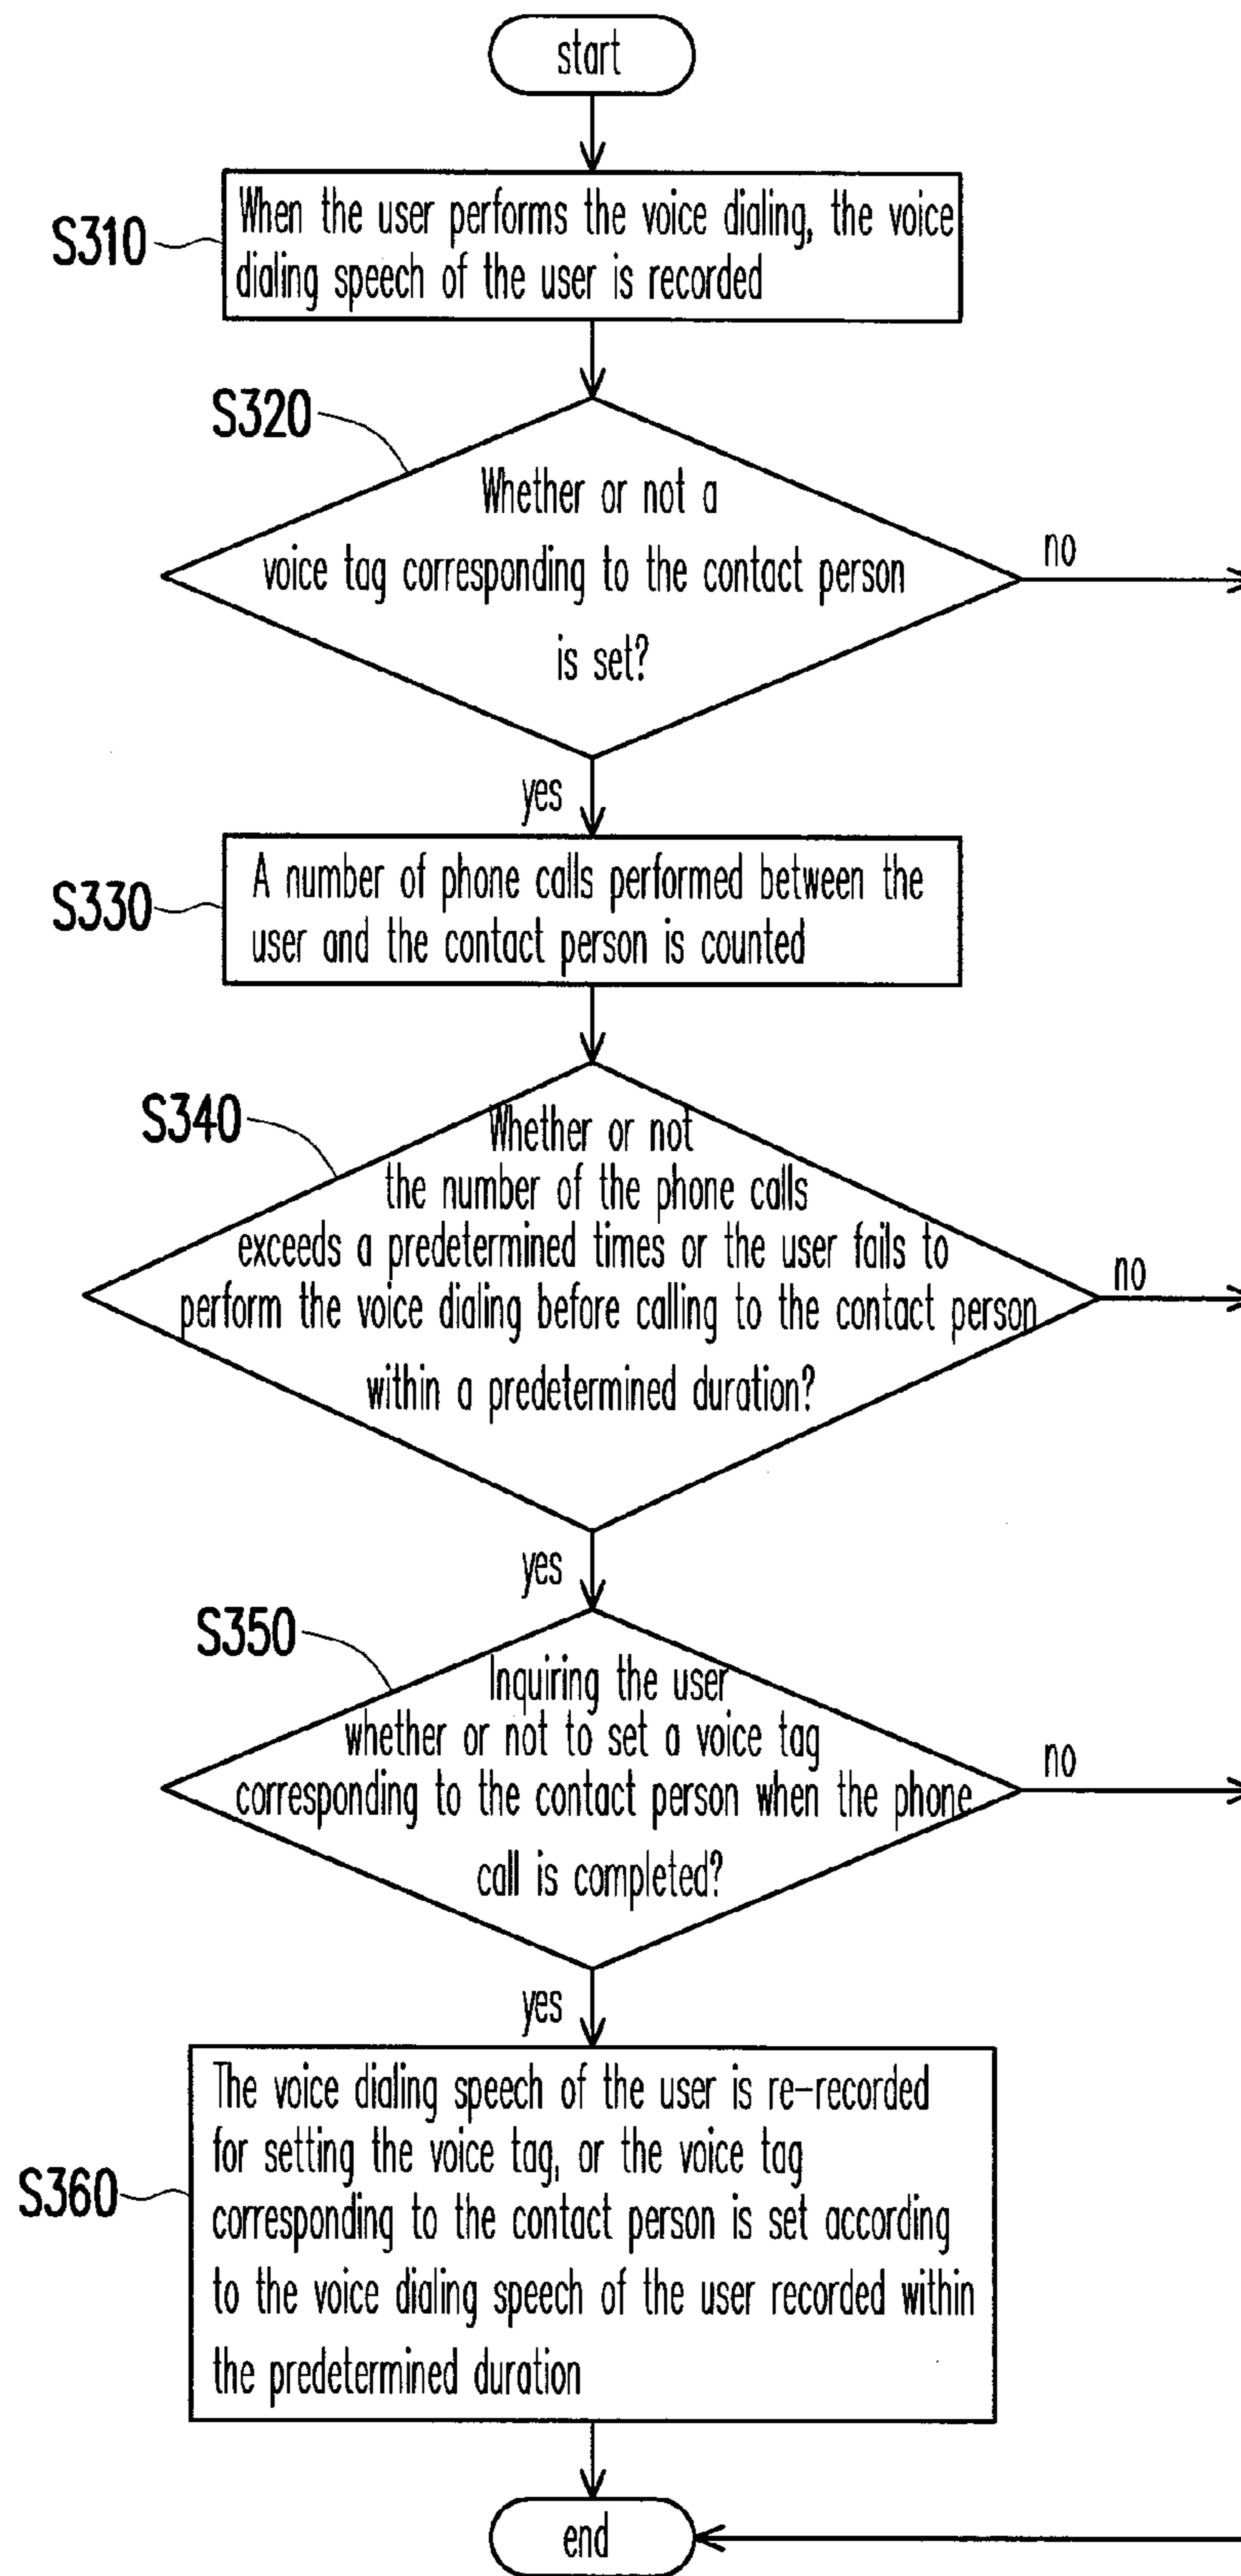 start
S310
When the user performs the voice dialing, the voice
dialing speech of the user is recorded
S320
Whether or not a
voice tag corresponding to the contact person
is set?
no
yes
S330
A number of phone calls performed between the
user and the contact person is counted
S340
Whether or not
the number of the phone calls
exceeds a predetermined times or the user fails to
perform the voice dialing before calling to the contact person
within a predetermined duration?
no
yes
S350
Inquiring the user
whether or not to set a voice tag
corresponding to the contact person when the phone
call is completed?
no
yes
S360
The voice dialing speech of the user is re-recorded
for setting the voice tag, or the voice tag
corresponding to the contact person is set according
to the voice dialing speech of the user recorded within
the predetermined duration
end